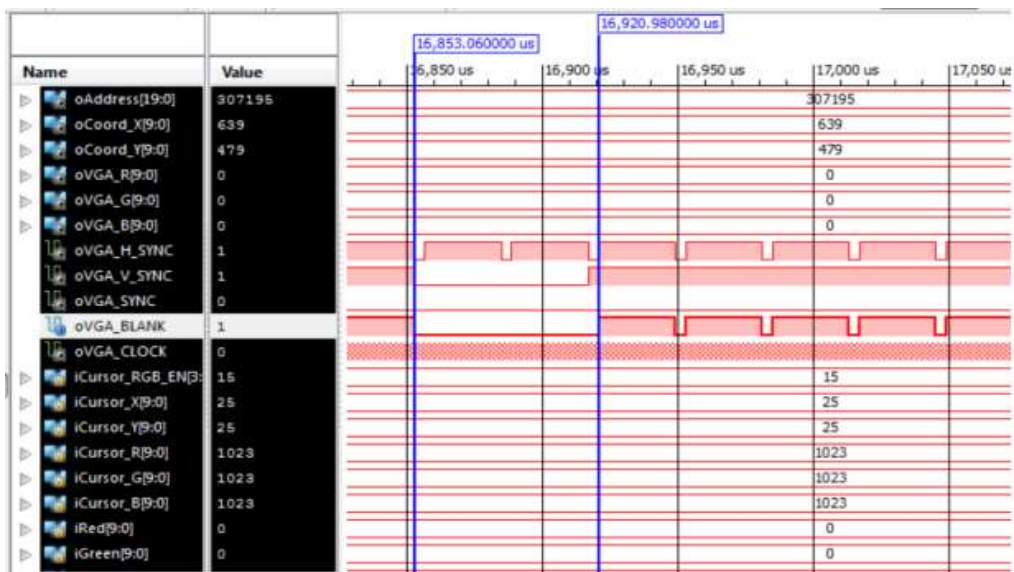 16,920.980000 us
16,853.060000 us
Name Value 16,850 us 16,900 us 16,950 us 17,000 us 17,050 us
oAddress[19:0] 307195 307195
oCoord_X[9:0] 639 639
oCoord_Y[9:0] 479 479
oVGA_R[9:0] 0 0
oVGA_G[9:0] 0 0
oVGA_B[9:0] 0 0
oVGA_H_SYNC 1
oVGA_V_SYNC 1
oVGA_SYNC 0
oVGA_BLANK 1
oVGA_CLOCK 0
iCursor_RGB_EN[3: 15 15
iCursor_X[9:0] 25 25
iCursor_Y[9:0] 25 25
iCursor_R[9:0] 1023 1023
iCursor_G[9:0] 1023 1023
iCursor_B[9:0] 1023 1023
iRed[9:0] 0 0
iGreen[9:0] 0 0